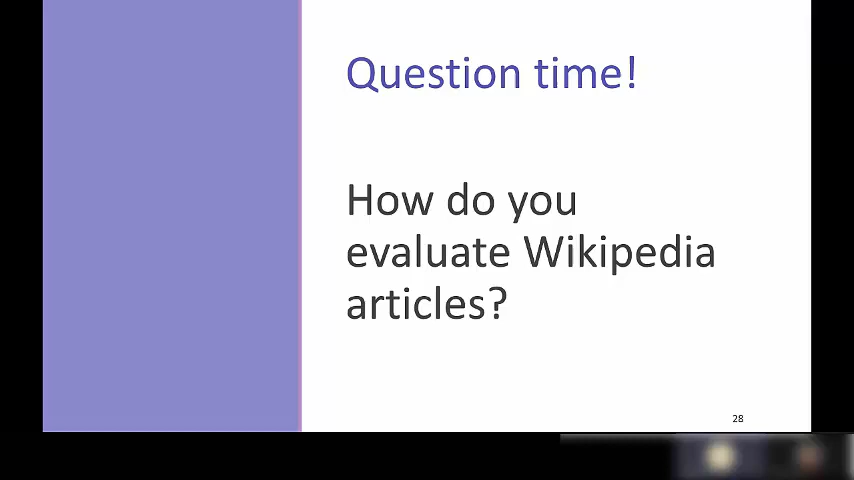 Question time!
How do you
evaluate Wikipedia
articles?
28